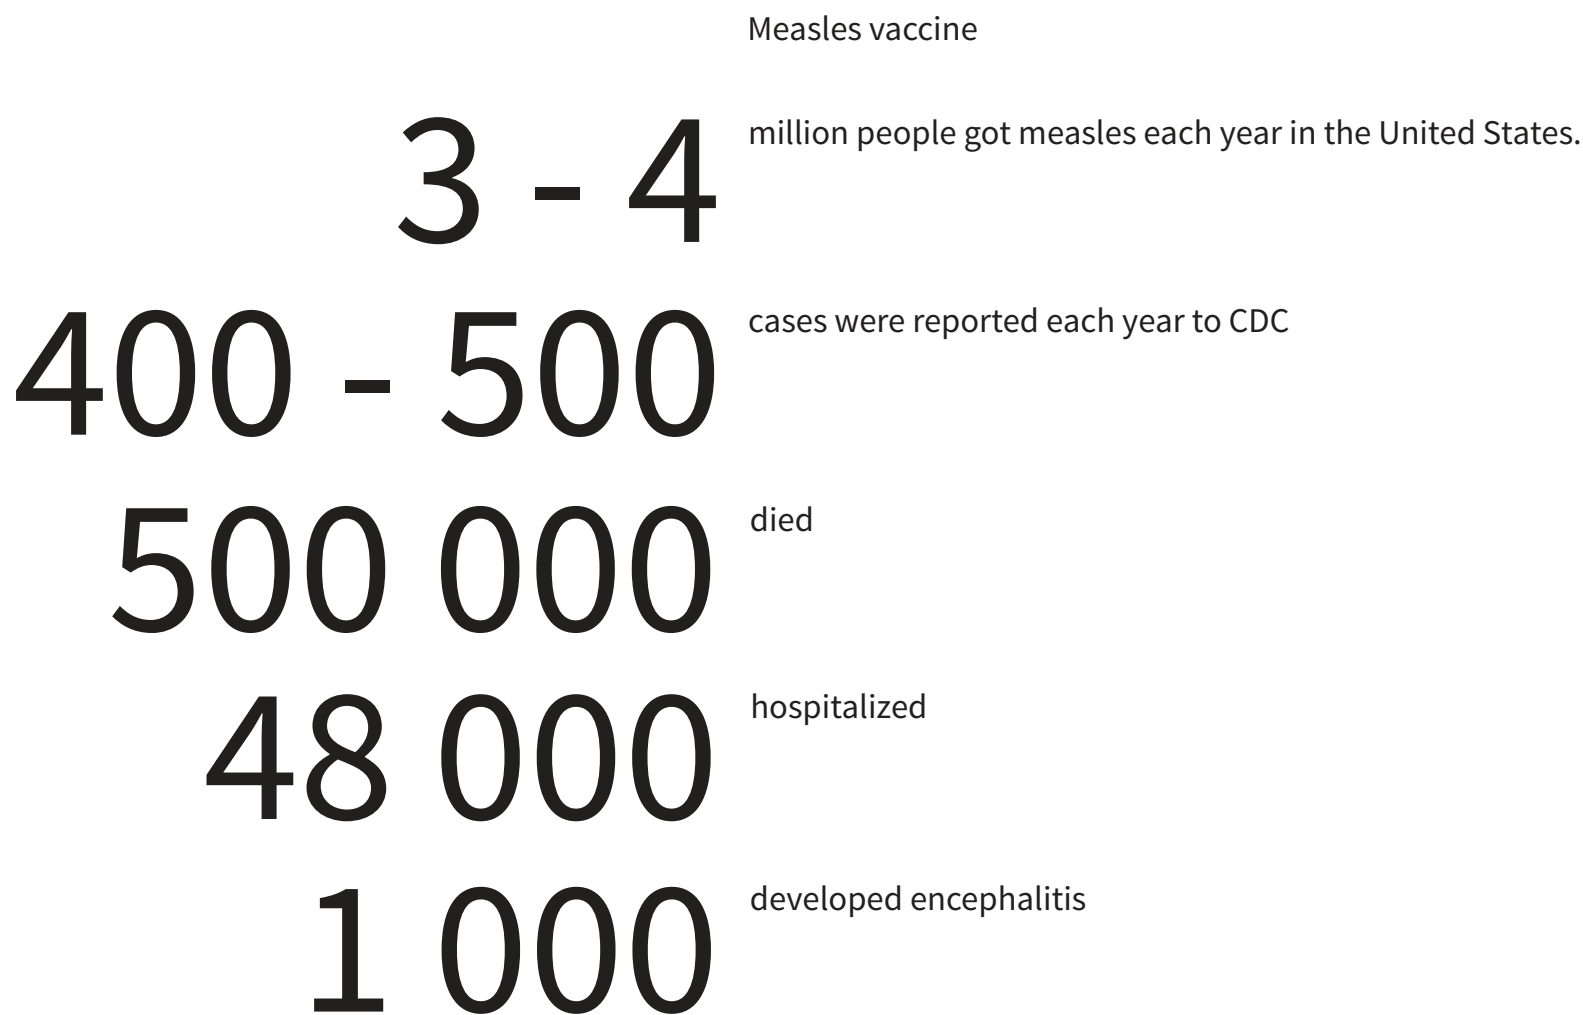 Measles vaccine
3 - 4 million people got measles each year in the United States.
400 - 500 cases were reported each year to CDC
500 000 died
48 000 hospitalized
1 000 developed encephalitis